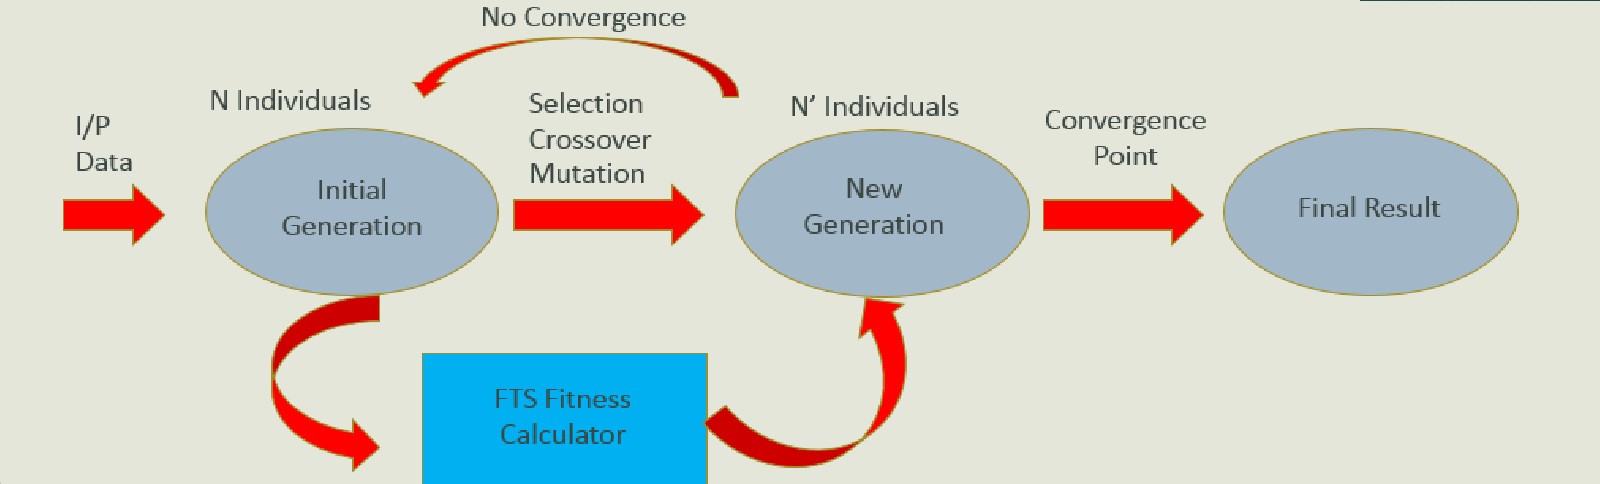 No Convergence
N Individuals
I/P
Data
Selection
Crossover
Mutation
N’ Individuals
Convergence
Point
Initial
Generation
New
Generation
Final Result
FTS Fitness
Calculator